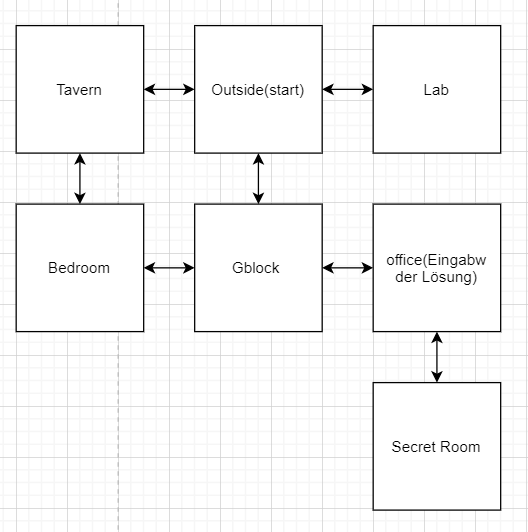 Tavern
Outside(start)
Lab
Bedroom
Gblock
office(Eingabw
der Lösung)
Secret Room